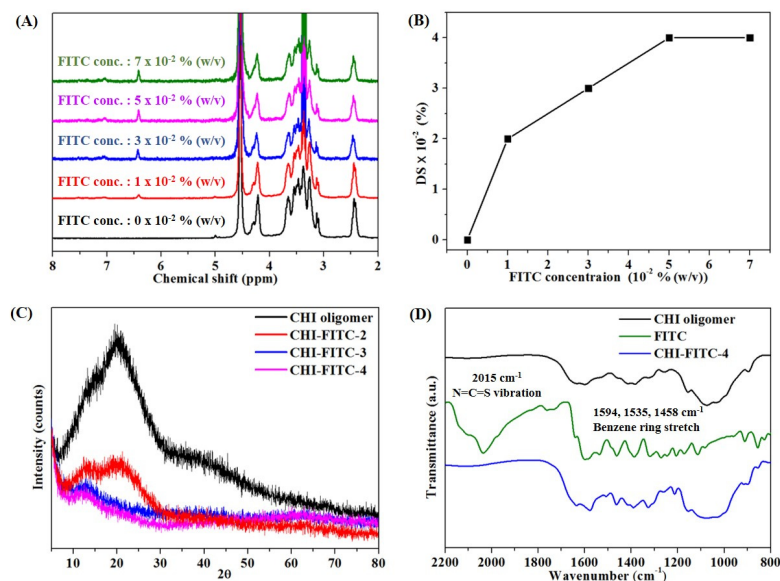 (A)
FITC conc. : 7 x 10-2 % (w/v)
FITC conc. : 5 x 10-2 % (w/v)
FITC conc. : 3 x 10-2 % (w/v)
FITC conc. : 1 x 10-2 % (w/v)
FITC conc. : 0 x 10-2 % (w/v)
8 7 6 5 4 3 2
Chemical shift (ppm)
(B)
DS x 10-2 (%)
4
3
2
1
0
0 1 2 3 4 5 6 7
FITC concentraion (10-2 % (w/v))
(C)
CHI oligomer
CHI-FITC-2
CHI-FITC-3
CHI-FITC-4
Intensity (counts)
10 20 30 40 50 60 70 80
2θ
(D)
CHI oligomer
FITC
CHI-FITC-4
2015 cm-1
N=C=S vibration
1594, 1535, 1458 cm-1
Benzene ring stretch
Transmittance (a.u.)
2200 2000 1800 1600 1400 1200 1000 800
Wavenumber (cm-1)